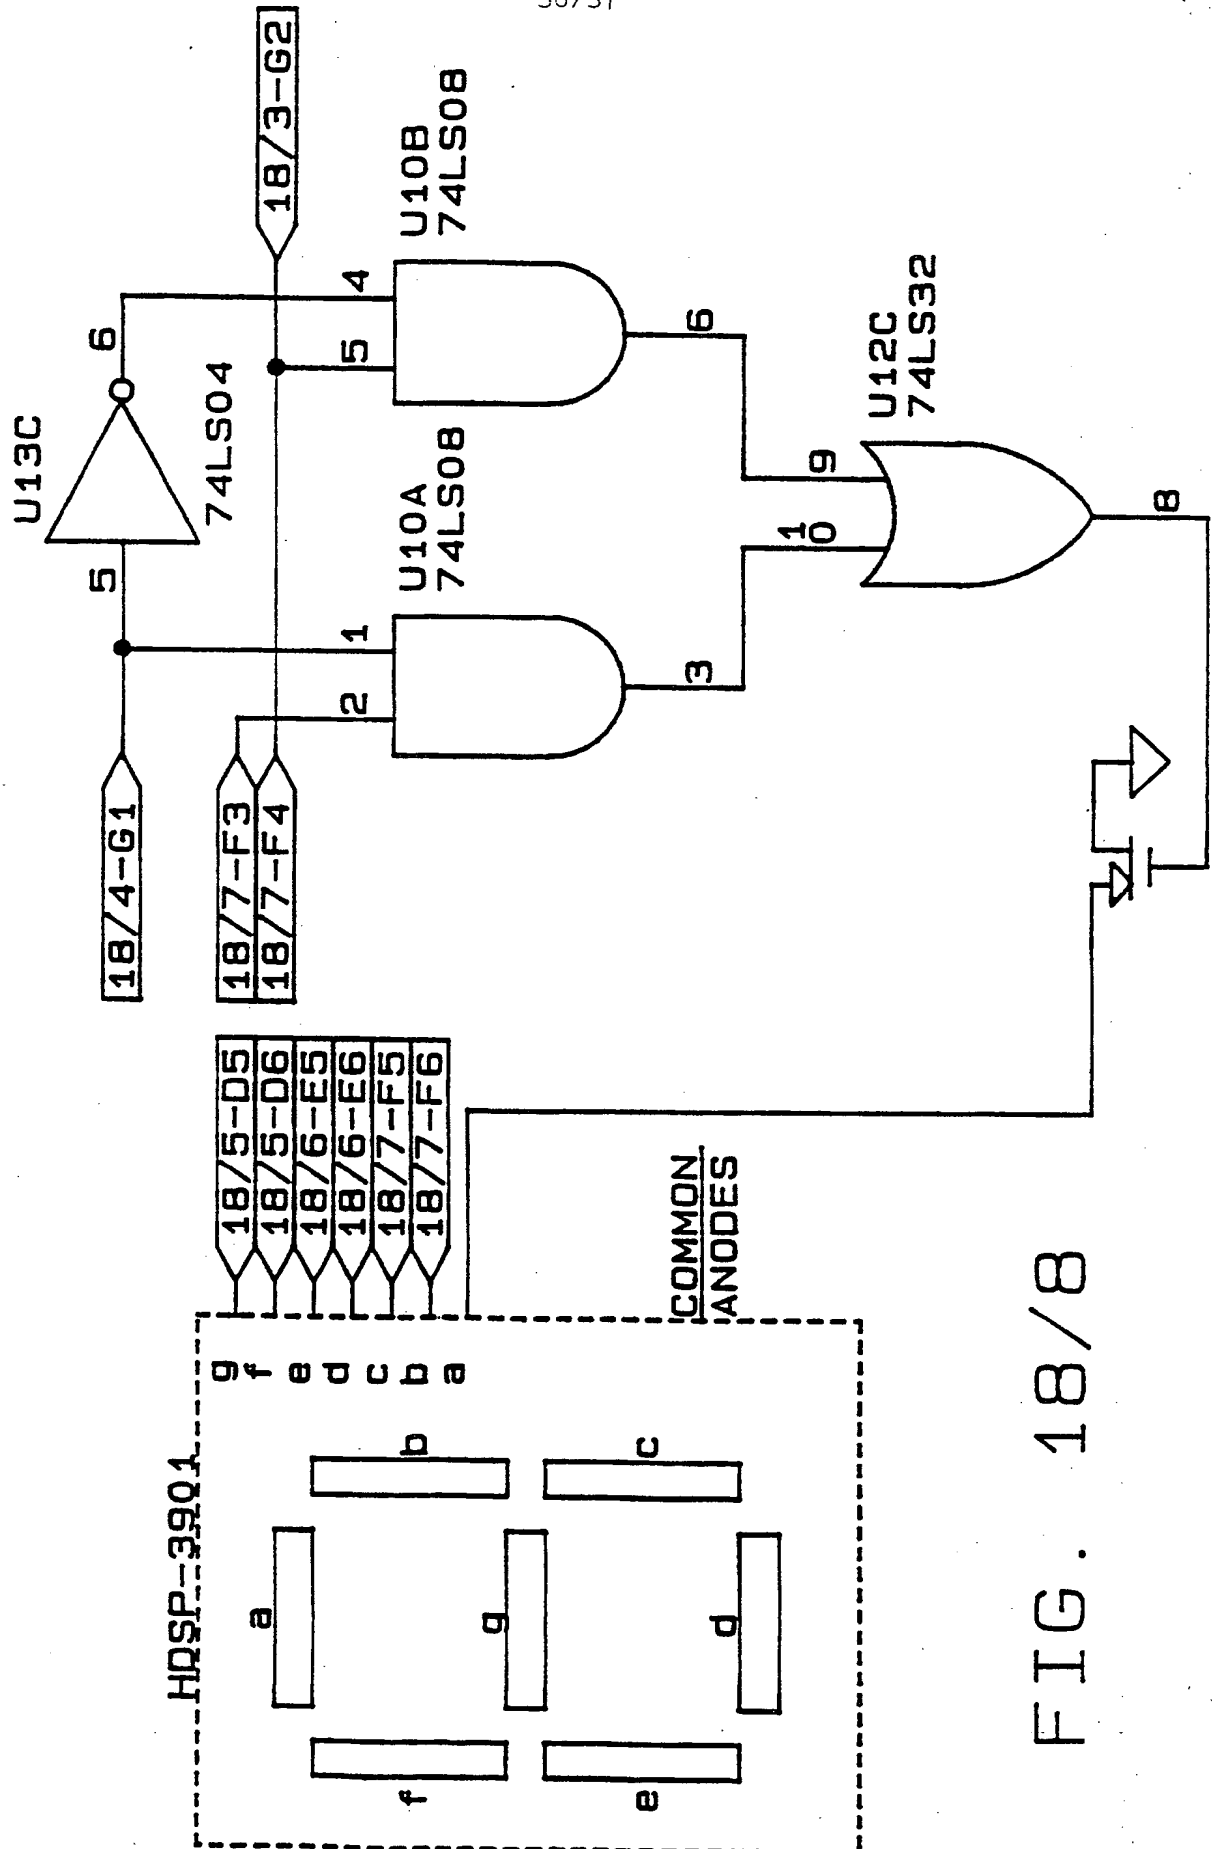 U13C
5
6
74LS04
18/4-G1
18/3-G2
18/7-F3
18/7-F4
2
1
5
4
U10A
74LS08
U10B
74LS08
3
6
10
9
U12C
74LS32
8
HDSP-3901
a
b
c
d
e
f
g
g
f
e
d
c
b
a
18/5-D5
18/5-D6
18/6-E5
18/6-E6
18/7-F5
18/7-F6
COMMON
ANODES
FIG. 18/8